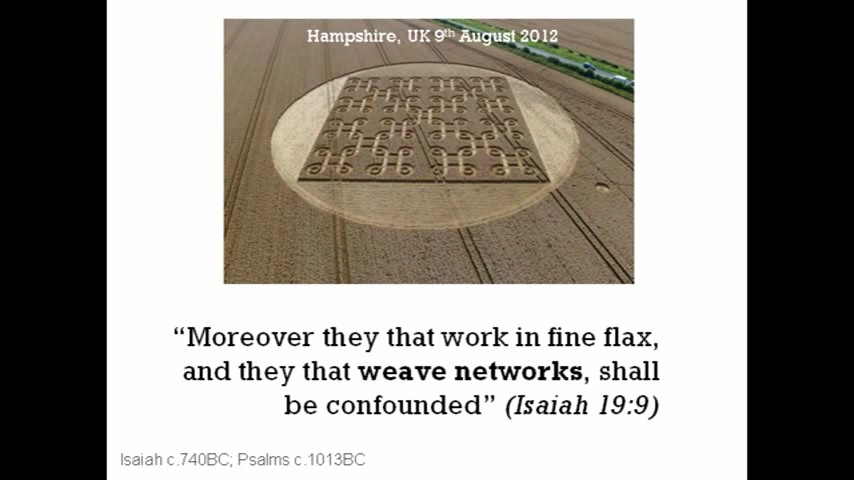 Hampshire, UK 9th August 2012
“Moreover they that work in fine flax,
and they that weave networks, shall
be confounded” (Isaiah 19:9)
Isaiah c.740BC; Psalms c.1013BC